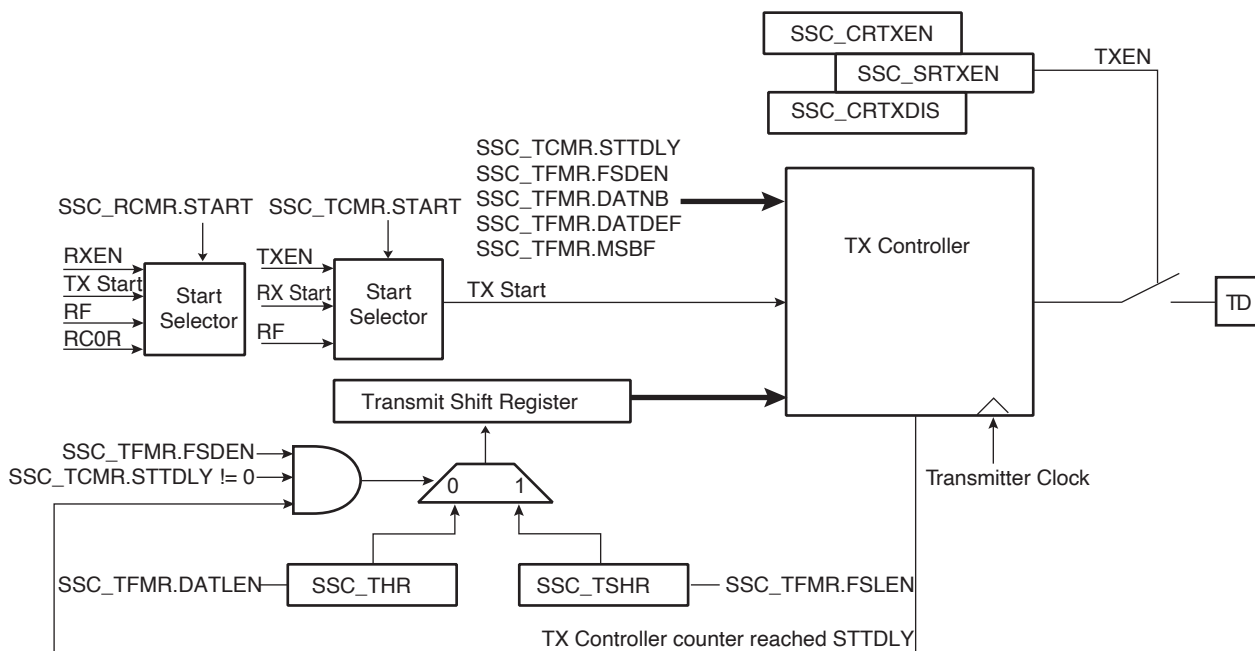 SSC_CRTXEN
SSC_SRTXEN
TXEN
SSC_CRTXDIS
SSC_TCMR.STTDLY
SSC_TFMR.FSDEN
SSC_TFMR.DATNB
SSC_TFMR.DATDEF
SSC_TFMR.MSBF
SSC_RCMR.START
SSC_TCMR.START
RXEN
TX Start
RF
RC0R
Start
Selector
TXEN
RX Start
RF
Start
Selector
TX Start
TX Controller
TD
Transmit Shift Register
SSC_TFMR.FSDEN
SSC_TCMR.STTDLY != 0
0 1
Transmitter Clock
SSC_TFMR.DATLEN
SSC_THR
SSC_TSHR
SSC_TFMR.FSLEN
TX Controller counter reached STTDLY